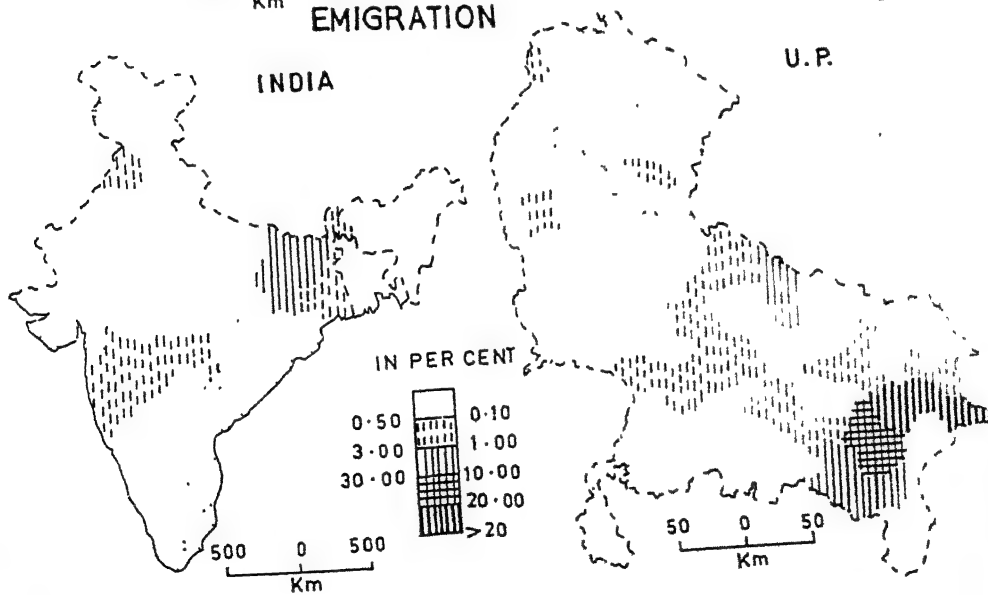 Km
EMIGRATION
INDIA
U.P.
IN PER CENT
0.50 0.10
3.00 1.00
30.00 10.00
20.00
>20
500 0 500
Km
50 0 50
Km